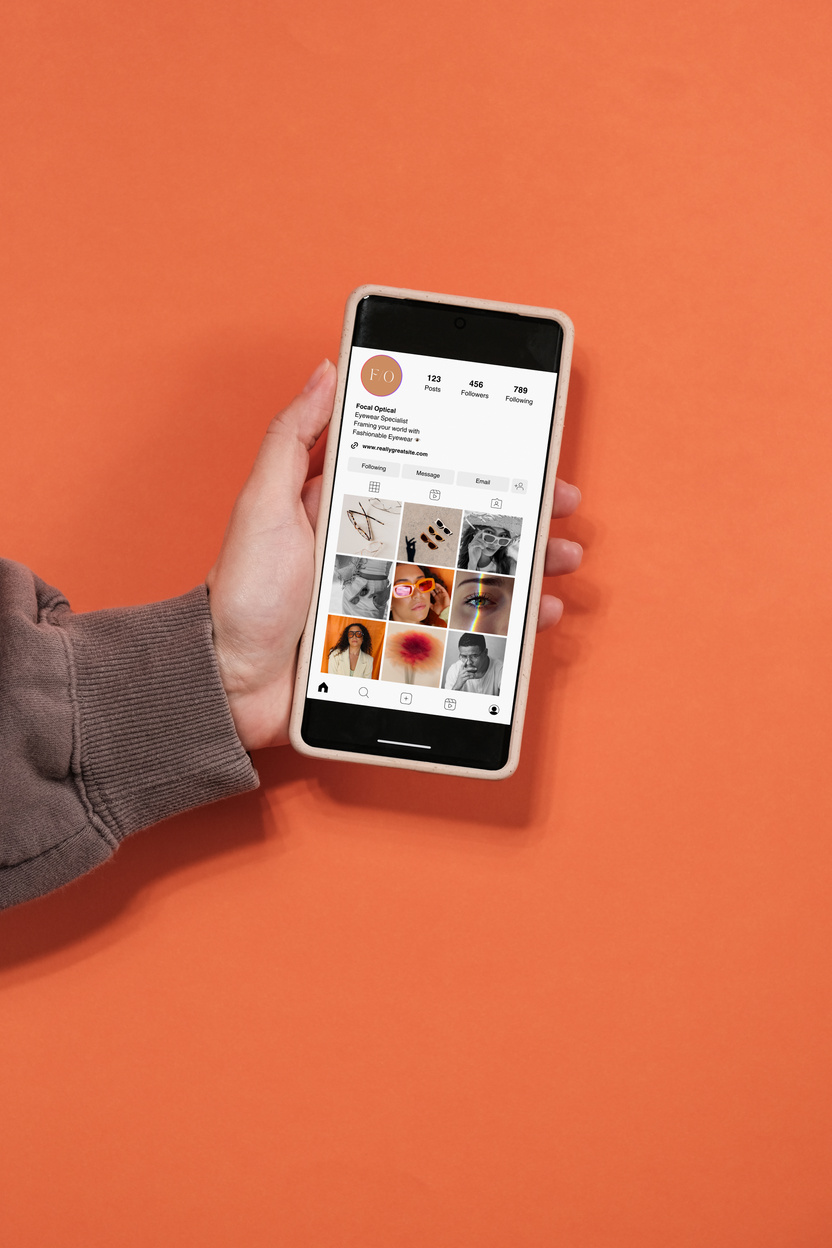 F/O
123
Posts
456
Followers
789
Following
Focal Optical
Eyewear Specialist
Framing your world with
Fashionable Eyewear
www.reallygreatsite.com
Following
Message
Email